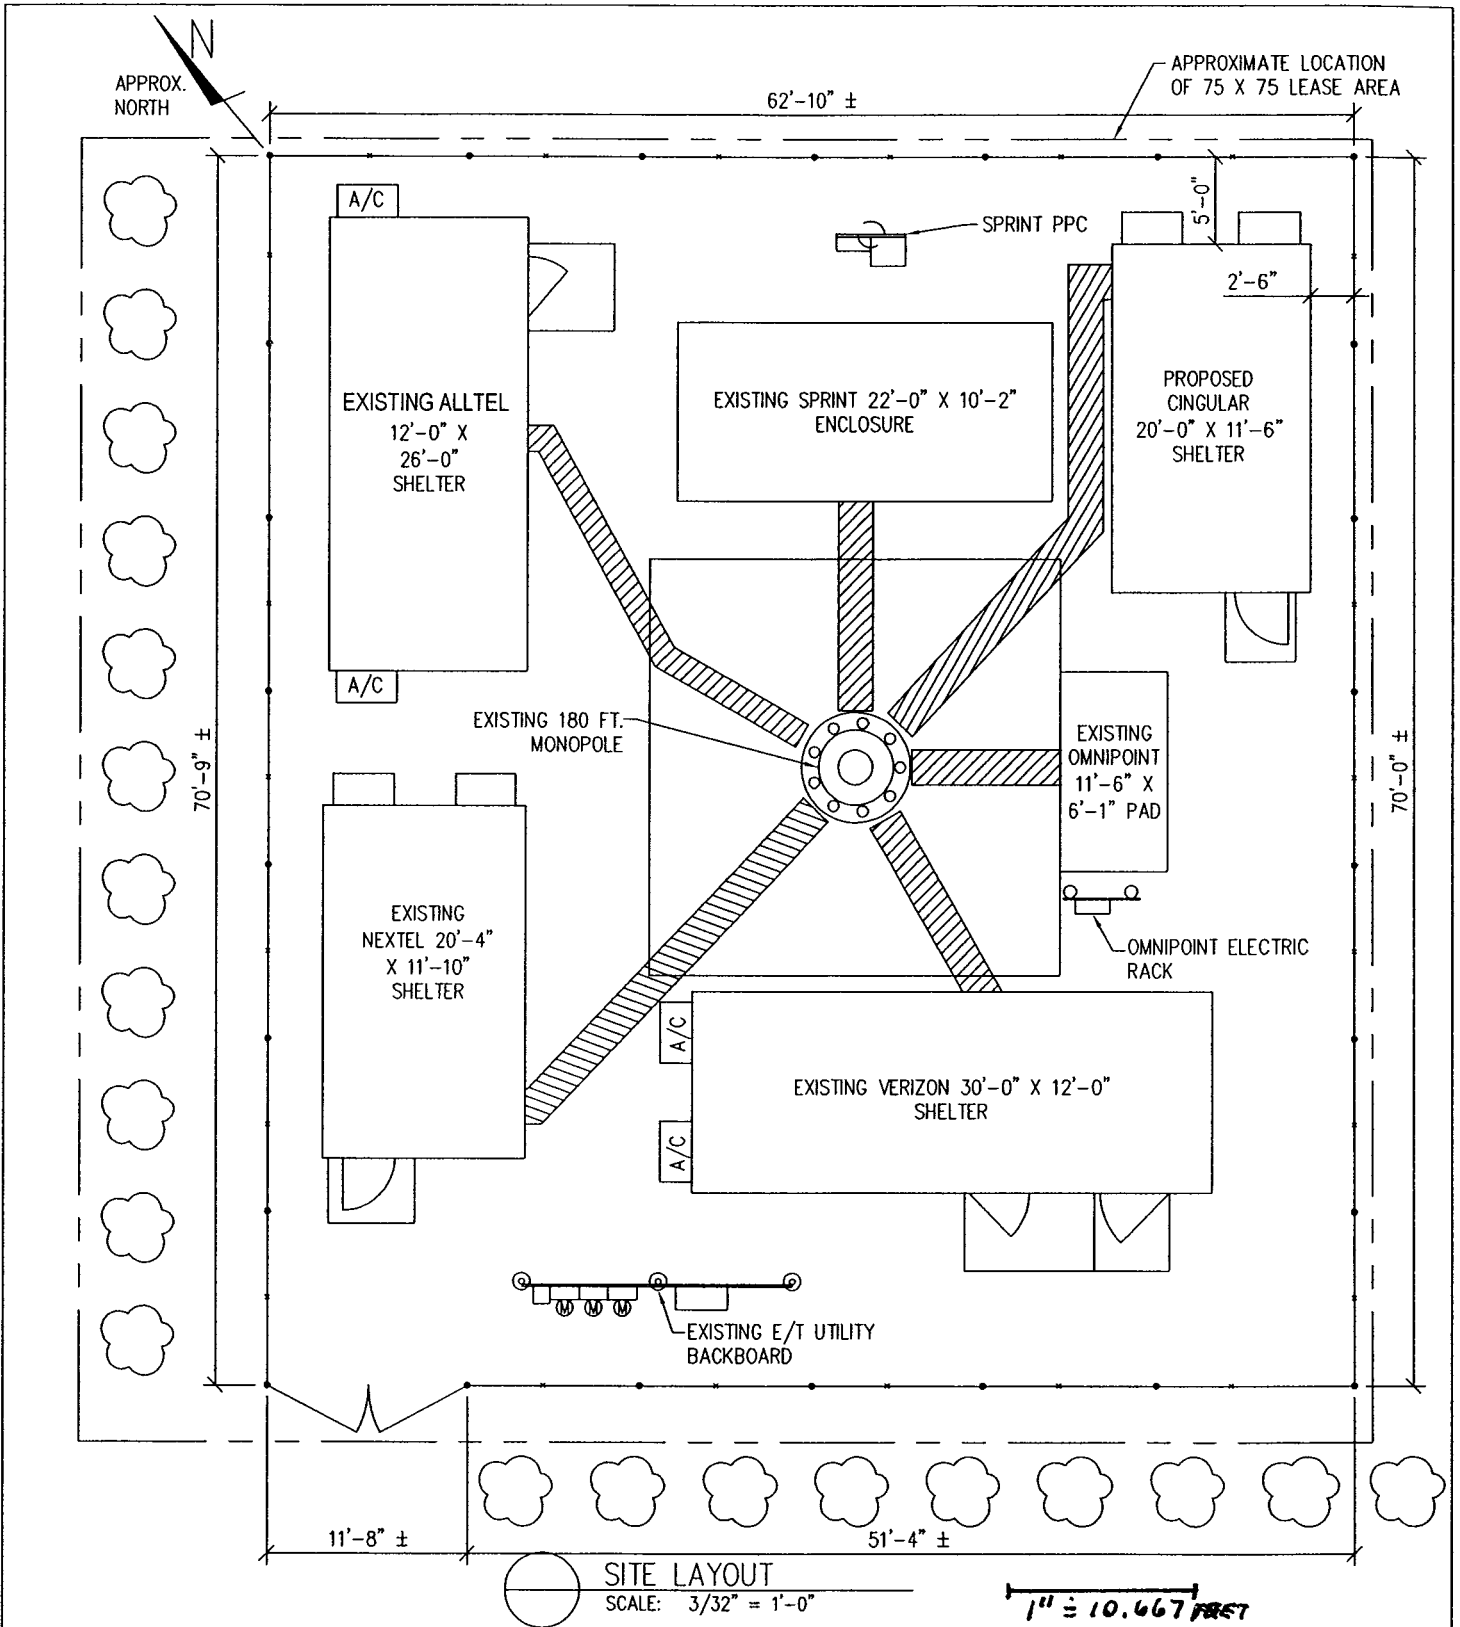 N
APPROX.
NORTH
62'-10" ±
APPROXIMATE LOCATION
OF 75 X 75 LEASE AREA
A/C
5'-0"
SPRINT PPC
2'-6"
EXISTING ALLTEL
12'-0" X
26'-0"
SHELTER
EXISTING SPRINT 22'-0" X 10'-2"
ENCLOSURE
PROPOSED
CINGULAR
20'-0" X 11'-6"
SHELTER
A/C
EXISTING 180 FT.
MONOPOLE
EXISTING
OMNIPOINT
11'-6" X
6'-1" PAD
70'-9" ±
70'-0" ±
EXISTING
NEXTEL 20'-4"
X 11'-10"
SHELTER
OMNIPOINT ELECTRIC
RACK
A/C
EXISTING VERIZON 30'-0" X 12'-0"
SHELTER
A/C
M M M
EXISTING E/T UTILITY
BACKBOARD
11'-8" ±
51'-4" ±
SITE LAYOUT
SCALE: 3/32" = 1'-0"
1" ≐ 10.667 FEET